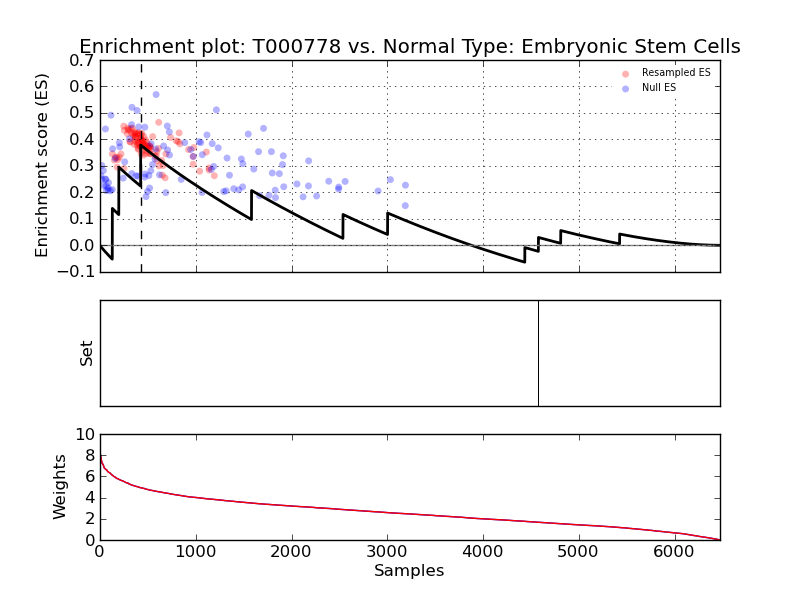 Enrichment plot: T000778 vs. Normal Type: Embryonic Stem Cells
0.7
0.6
0.5
0.4
0.3
0.2
0.1
0.0
−0.1
Enrichment score (ES)
Resampled ES
Null ES
Set
10
8
6
4
2
0
Weights
0 1000 2000 3000 4000 5000 6000
Samples